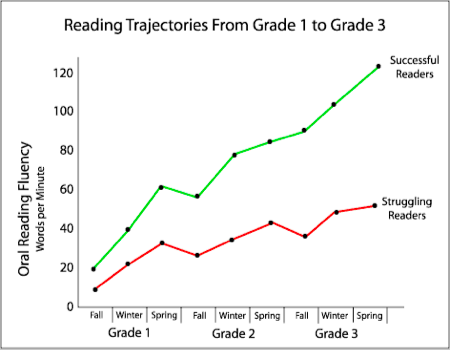 Reading Trajectories From Grade 1 to Grade 3
Successful
Readers
Struggling
Readers
Oral Reading Fluency
Words per Minute
120
100
80
60
40
20
0
Fall Winter Spring Fall Winter Spring Fall Winter Spring
Grade 1 Grade 2 Grade 3